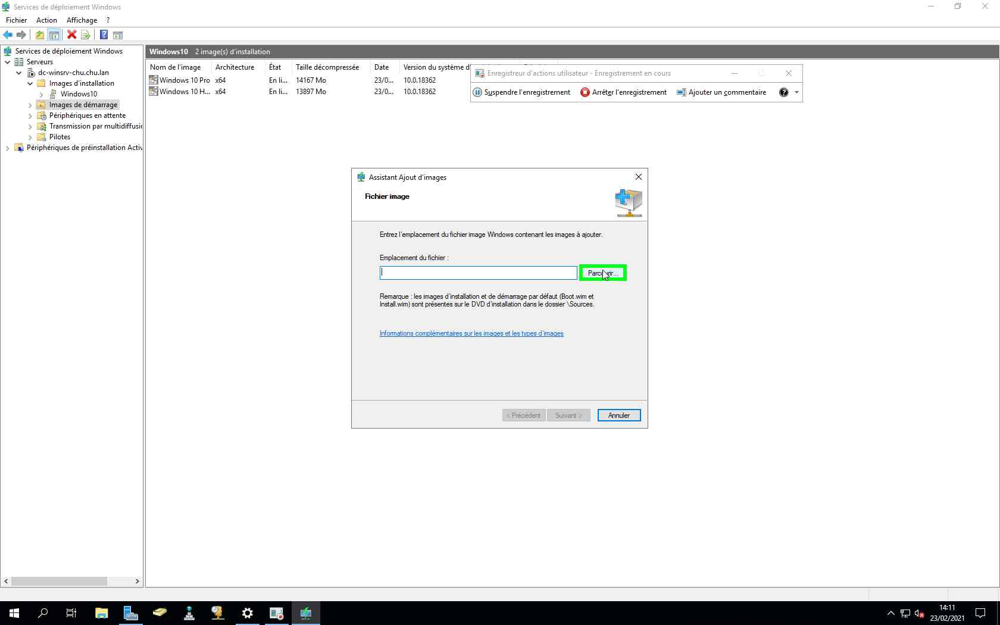 Services de déploiement Windows
Fichier Action Affichage ?
Services de déploiement Windows
Serveurs
dc-winsrv-chu.chu.lan
Images d'installation
Windows10
Images de démarrage
Périphériques en attente
Transmission par multidiffusio
Pilotes
Périphériques de préinstallation Activ
Windows10 2 image(s) d'installation
Nom de l'image Architecture État Taille décompressée Date Version du système d'
Windows 10 Pro x64 En li... 14167 Mo 23/0... 10.0.18362
Windows 10 H... x64 En li... 13897 Mo 23/0... 10.0.18362
Enregistreur d'actions utilisateur - Enregistrement en cours
Suspendre l'enregistrement Arrêter l'enregistrement Ajouter un commentaire
Assistant Ajout d'images
Fichier image
Entrez l'emplacement du fichier image Windows contenant les images à ajouter.
Emplacement du fichier :
Parcourir...
Remarque : les images d'installation et de démarrage par défaut (Boot.wim et
Install.wim) sont présentes sur le DVD d'installation dans le dossier \Sources.
Informations complémentaires sur les images et les types d'images
< Précédent Suivant > Annuler
14:11
23/02/2021